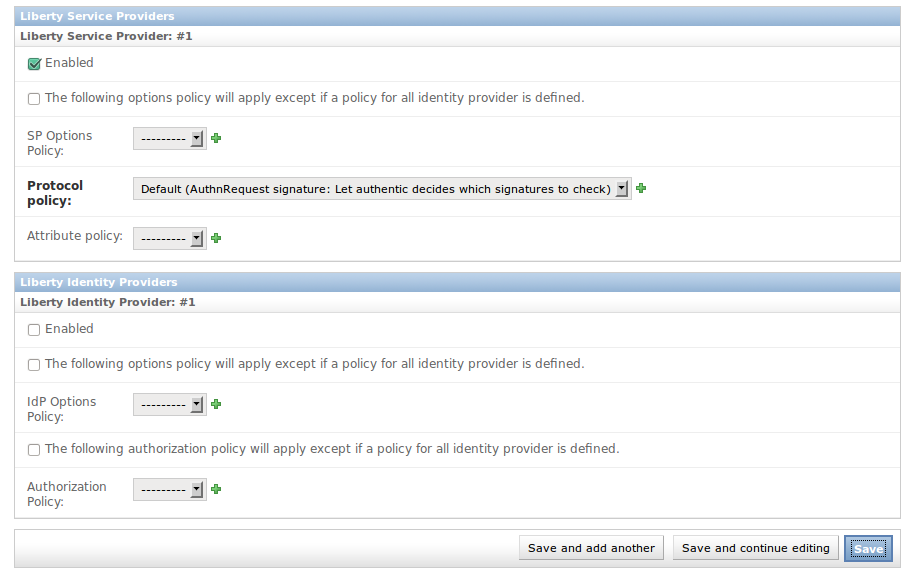 Liberty Service Providers
Liberty Service Provider: #1
Enabled
The following options policy will apply except if a policy for all identity provider is defined.
SP Options
Policy:
---------
Protocol
policy:
Default (AuthnRequest signature: Let authentic decides which signatures to check)
Attribute policy:
---------
Liberty Identity Providers
Liberty Identity Provider: #1
Enabled
The following options policy will apply except if a policy for all identity provider is defined.
IdP Options
Policy:
---------
The following authorization policy will apply except if a policy for all identity provider is defined.
Authorization
Policy:
---------
Save and add another
Save and continue editing
Save